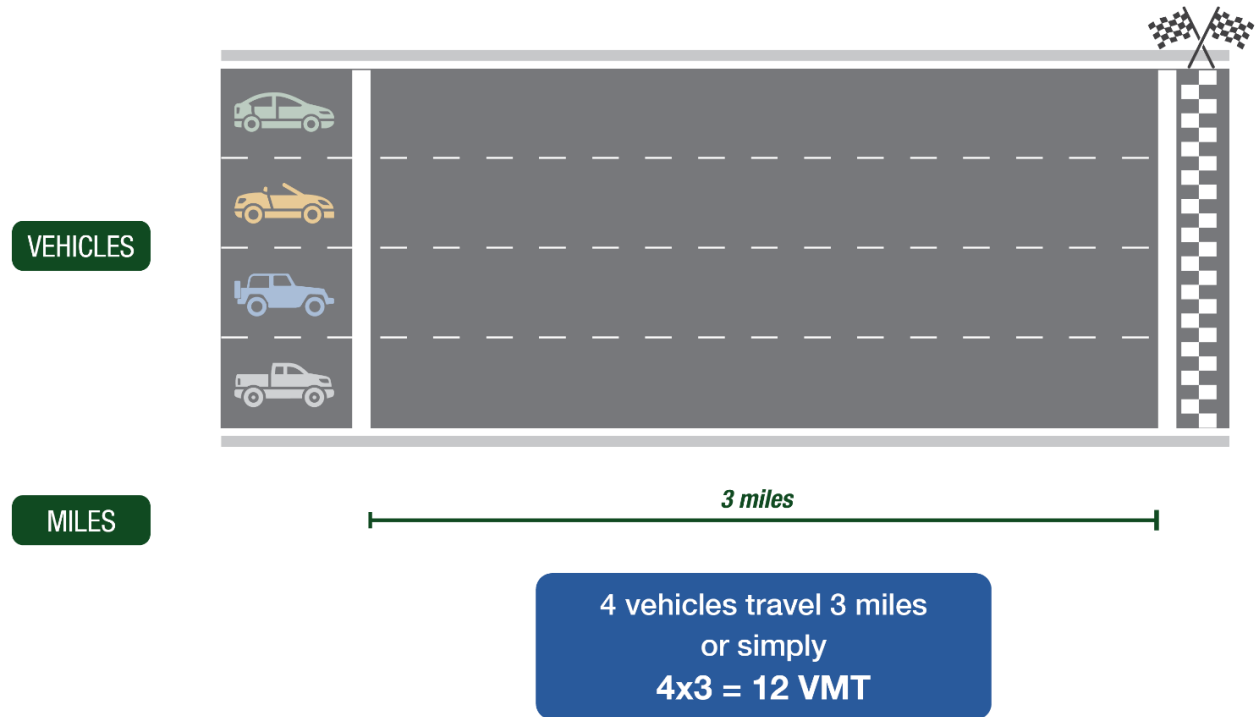 VEHICLES
MILES
3 miles
4 vehicles travel 3 miles
or simply
4x3 = 12 VMT